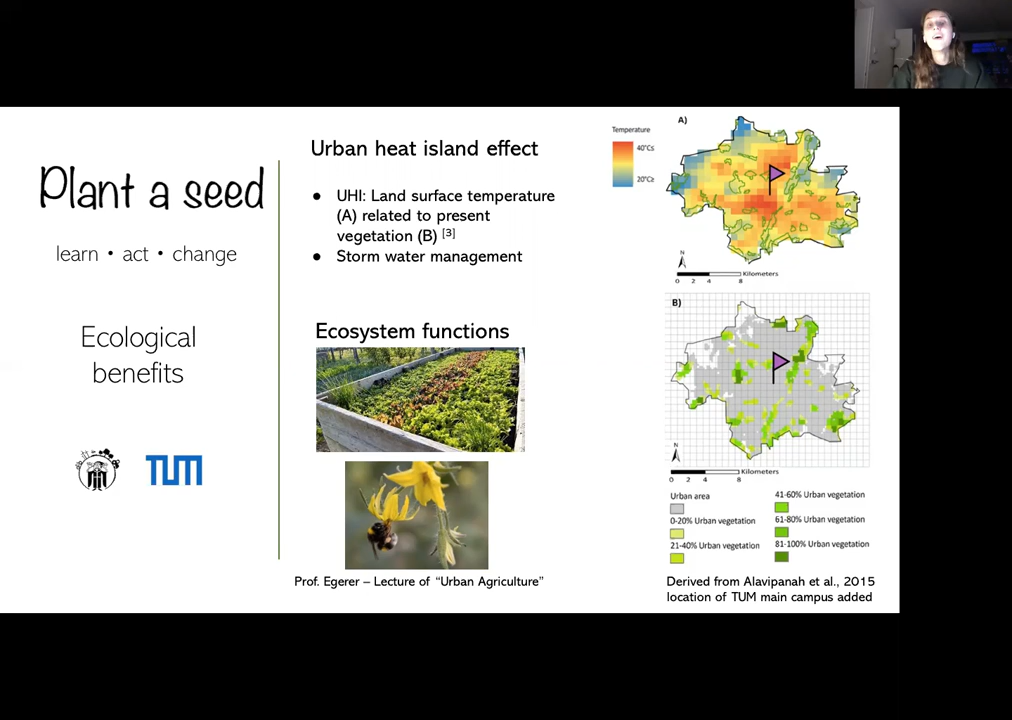 Plant a seed
learn • act • change
Ecological
benefits
TUM
Urban heat island effect
● UHI: Land surface temperature
(A) related to present
vegetation (B) [3]
● Storm water management
Ecosystem functions
Prof. Egerer – Lecture of “Urban Agriculture”
A)
Temperature
40°Cs
20°C≥
N
Kilometers
0 2 4 8
B)
N
Kilometers
0 2 4 8
Urban area
0-20% Urban vegetation
21-40% Urban vegetation
41-60% Urban vegetation
61-80% Urban vegetation
81-100% Urban vegetation
Derived from Alavipanah et al., 2015
location of TUM main campus added